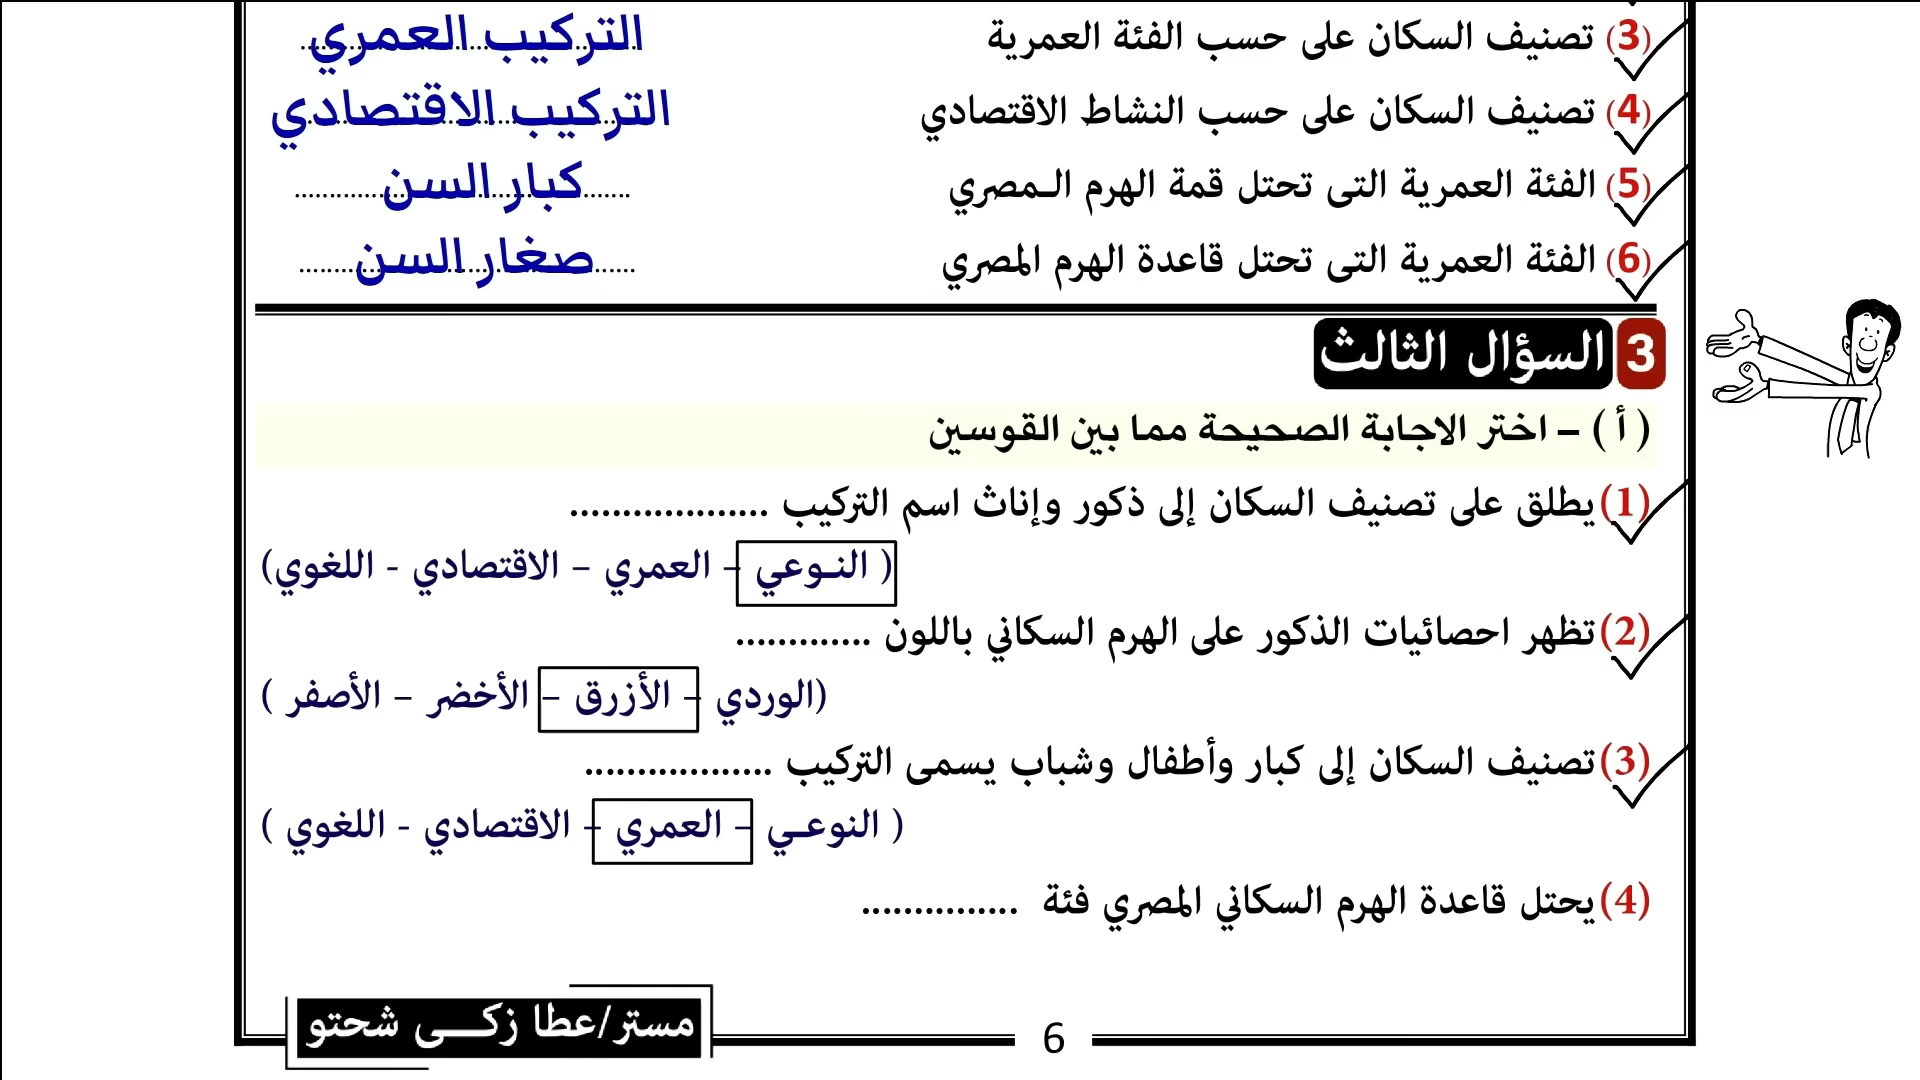 (3) تصنيف السكان على حسب الفئة العمرية التركيب العمري
(4) تصنيف السكان على حسب النشاط الاقتصادي التركيب الاقتصادي
(5) الفئة العمرية التى تحتل قمة الهرم الـمصري كبار السن
(6) الفئة العمرية التى تحتل قاعدة الهرم المصري صغار السن
3 السؤال الثالث
( أ ) – اختر الاجابة الصحيحة مما بين القوسين
(1) يطلق على تصنيف السكان إلى ذكور وإناث اسم التركيب ...................
( النـوعي – العمري – الاقتصادي - اللغوي)
(2) تظهر احصائيات الذكور على الهرم السكاني باللون .............
(الوردي – الأزرق – الأخضر – الأصفر )
(3) تصنيف السكان إلى كبار وأطفال وشباب يسمى التركيب ..................
( النوعـي – العمري – الاقتصادي - اللغوي )
(4) يحتل قاعدة الهرم السكاني المصري فئة ...............
مستر/عطا زكـــى شحتو
6